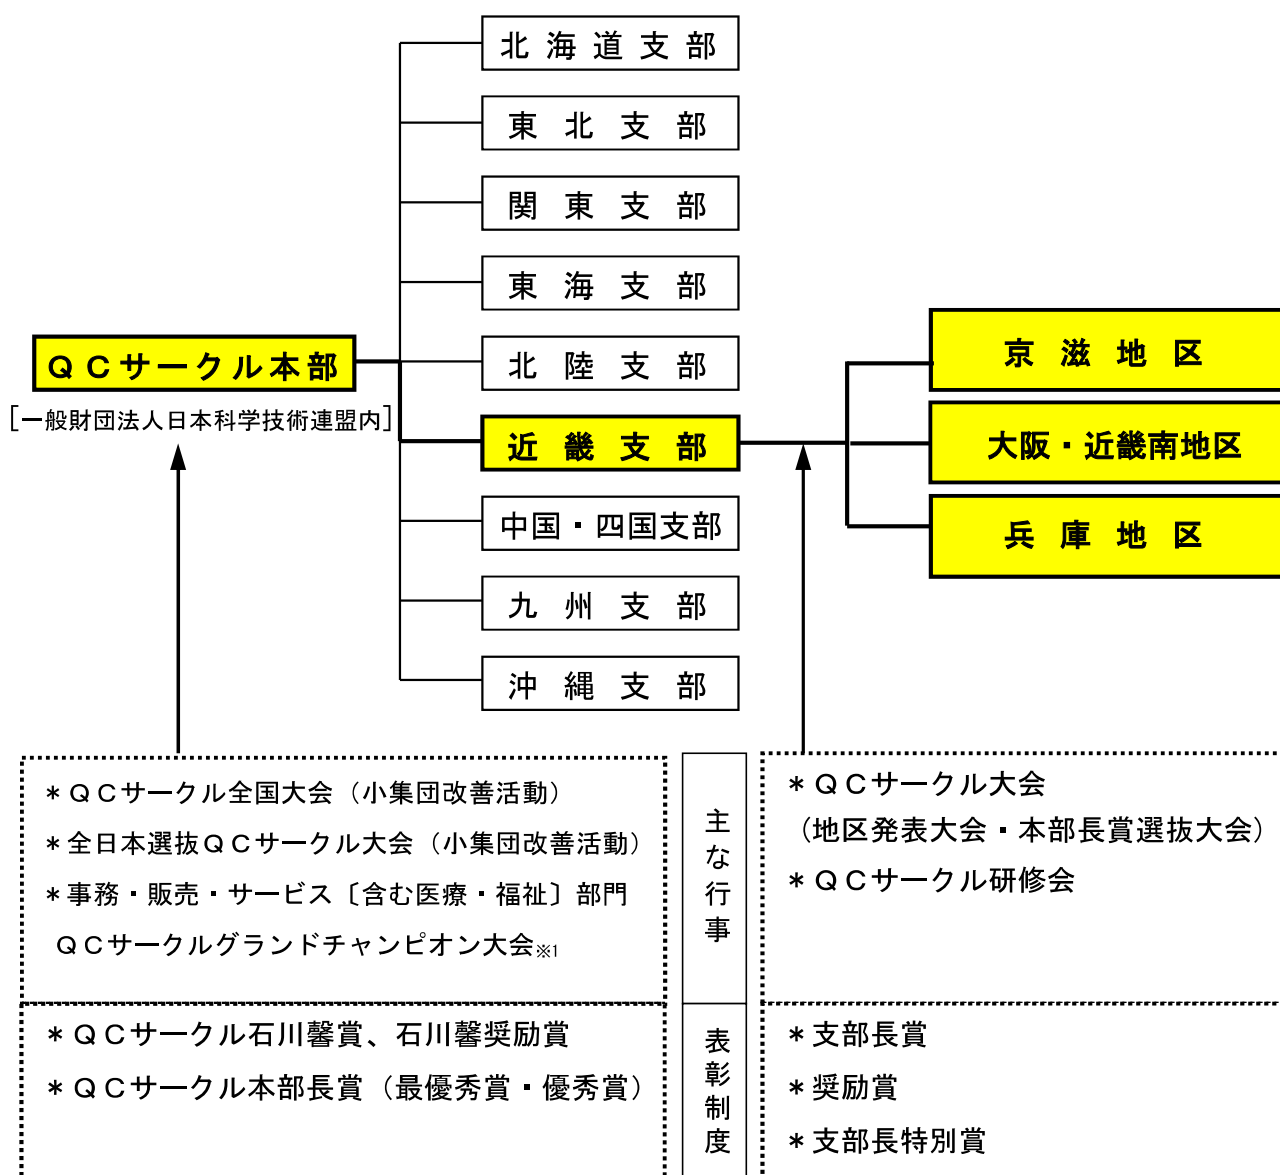 北海道支部
東北支部
関東支部
東海支部
北陸支部
近畿支部
中国・四国支部
九州支部
沖縄支部
QCサークル本部
[一般財団法人日本科学技術連盟内]
京滋地区
大阪・近畿南地区
兵庫地区
*QCサークル全国大会（小集団改善活動）
*全日本選抜QCサークル大会（小集団改善活動）
*事務・販売・サービス〔含む医療・福祉〕部門
QCサークルグランドチャンピオン大会※1
主な行事
*QCサークル大会
（地区発表大会・本部長賞選抜大会）
*QCサークル研修会
*QCサークル石川馨賞、石川馨奨励賞
*QCサークル本部長賞（最優秀賞・優秀賞）
表彰制度
*支部長賞
*奨励賞
*支部長特別賞